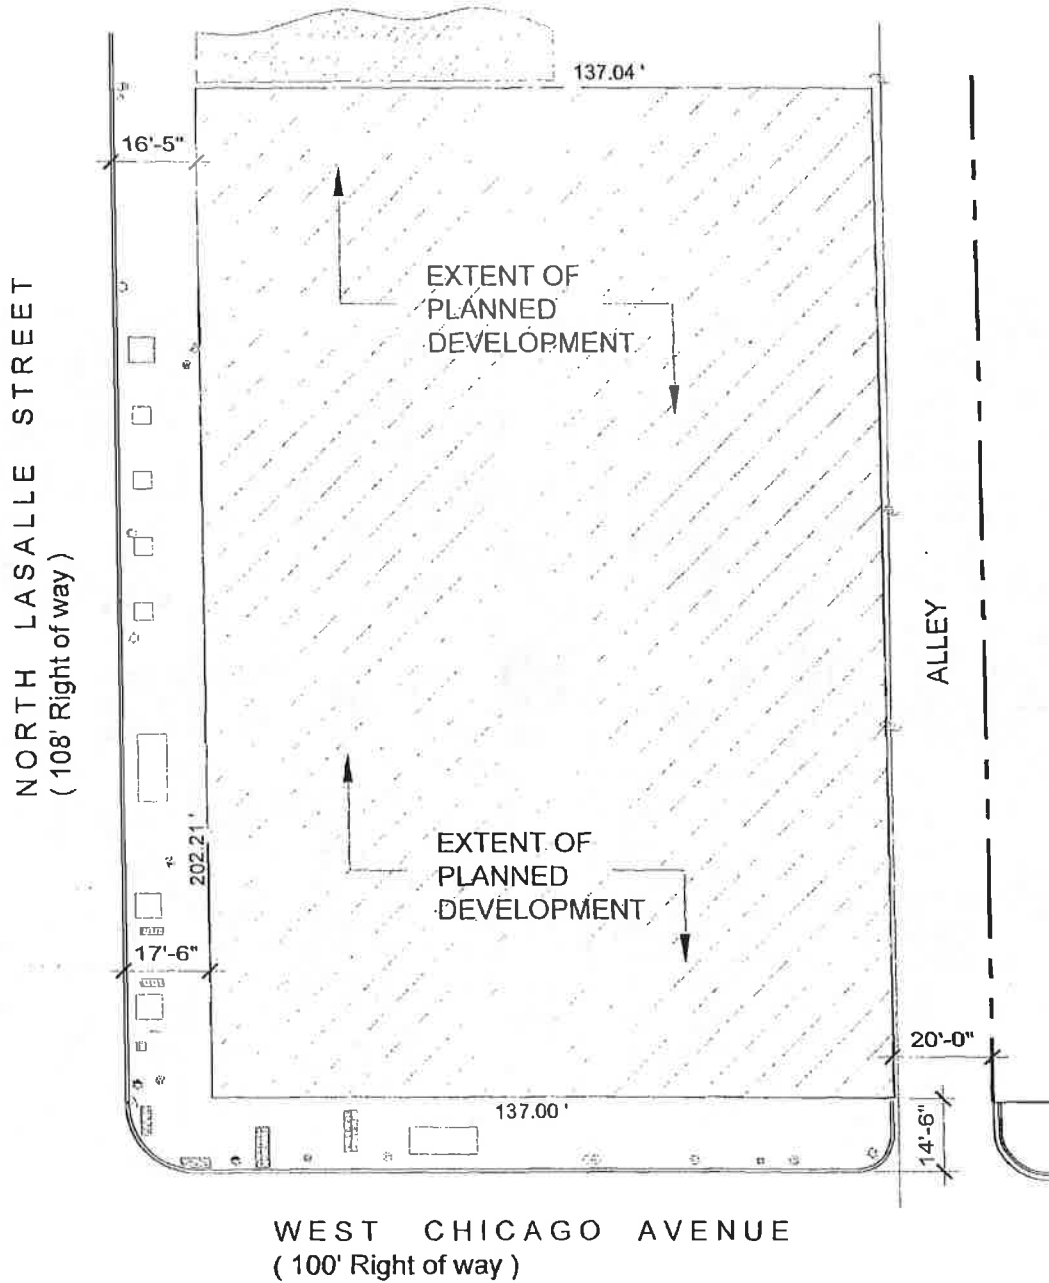 137.04'
16'-5"
EXTENT OF
PLANNED
DEVELOPMENT
NORTH LASALLE STREET
( 108' Right of way )
ALLEY
202.21'
EXTENT OF
PLANNED
DEVELOPMENT
17'-6"
20'-0"
137.00'
14'-6"
WEST CHICAGO AVENUE
( 100' Right of way )